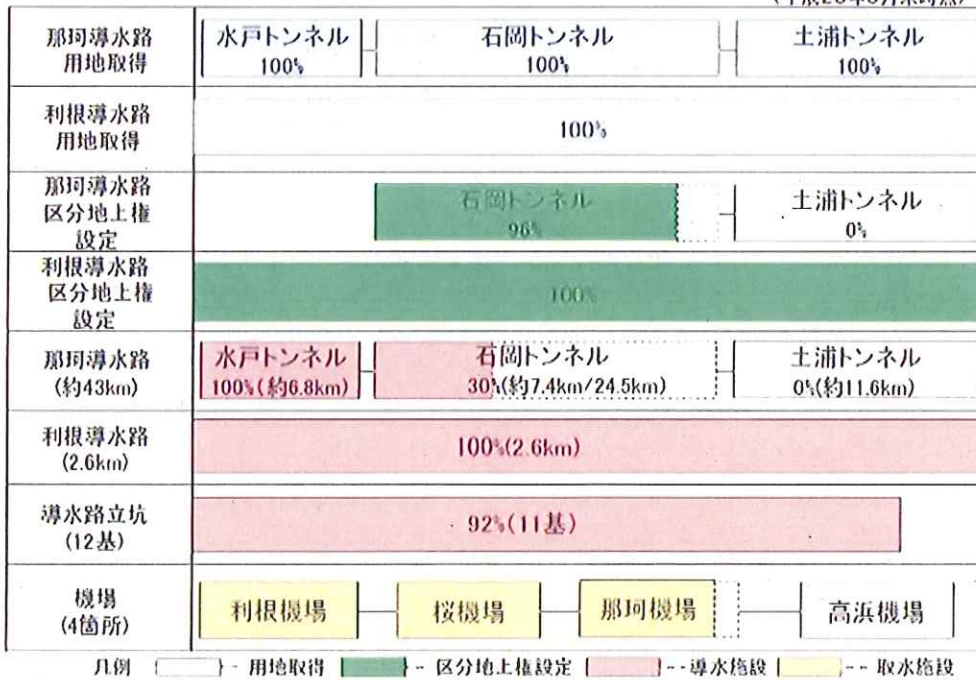 那珂導水路
用地取得
水戸トンネル
100%
石岡トンネル
100%
土浦トンネル
100%
利根導水路
用地取得
100%
那珂導水路
区分地上権
設定
石岡トンネル
96%
土浦トンネル
0%
利根導水路
区分地上権
設定
100%
那珂導水路
(約43km)
水戸トンネル
100%(約6.8km)
石岡トンネル
30%(約7.4km/24.5km)
土浦トンネル
0%(約11.6km)
利根導水路
(2.6km)
100%(2.6km)
導水路立坑
(12基)
92%(11基)
機場
(4箇所)
利根機場
桜機場
那珂機場
高浜機場
凡例 -- 用地取得 -- 区分地上権設定 -- 導水施設 -- 取水施設